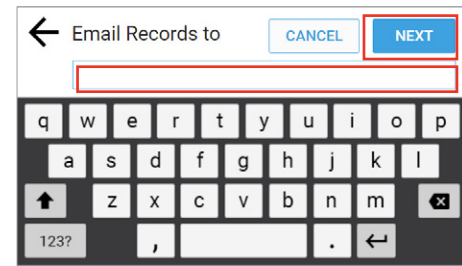 Email Records to CANCEL NEXT
q w e r t y u i o p
a s d f g h j k l
z x c v b n m
123? , .